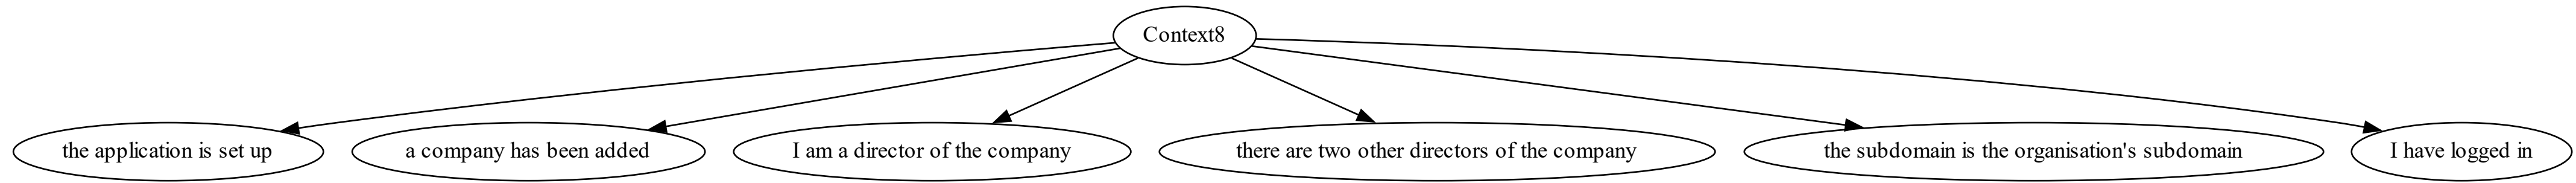 Context8
the application is set up
a company has been added
I am a director of the company
there are two other directors of the company
the subdomain is the organisation's subdomain
I have logged in